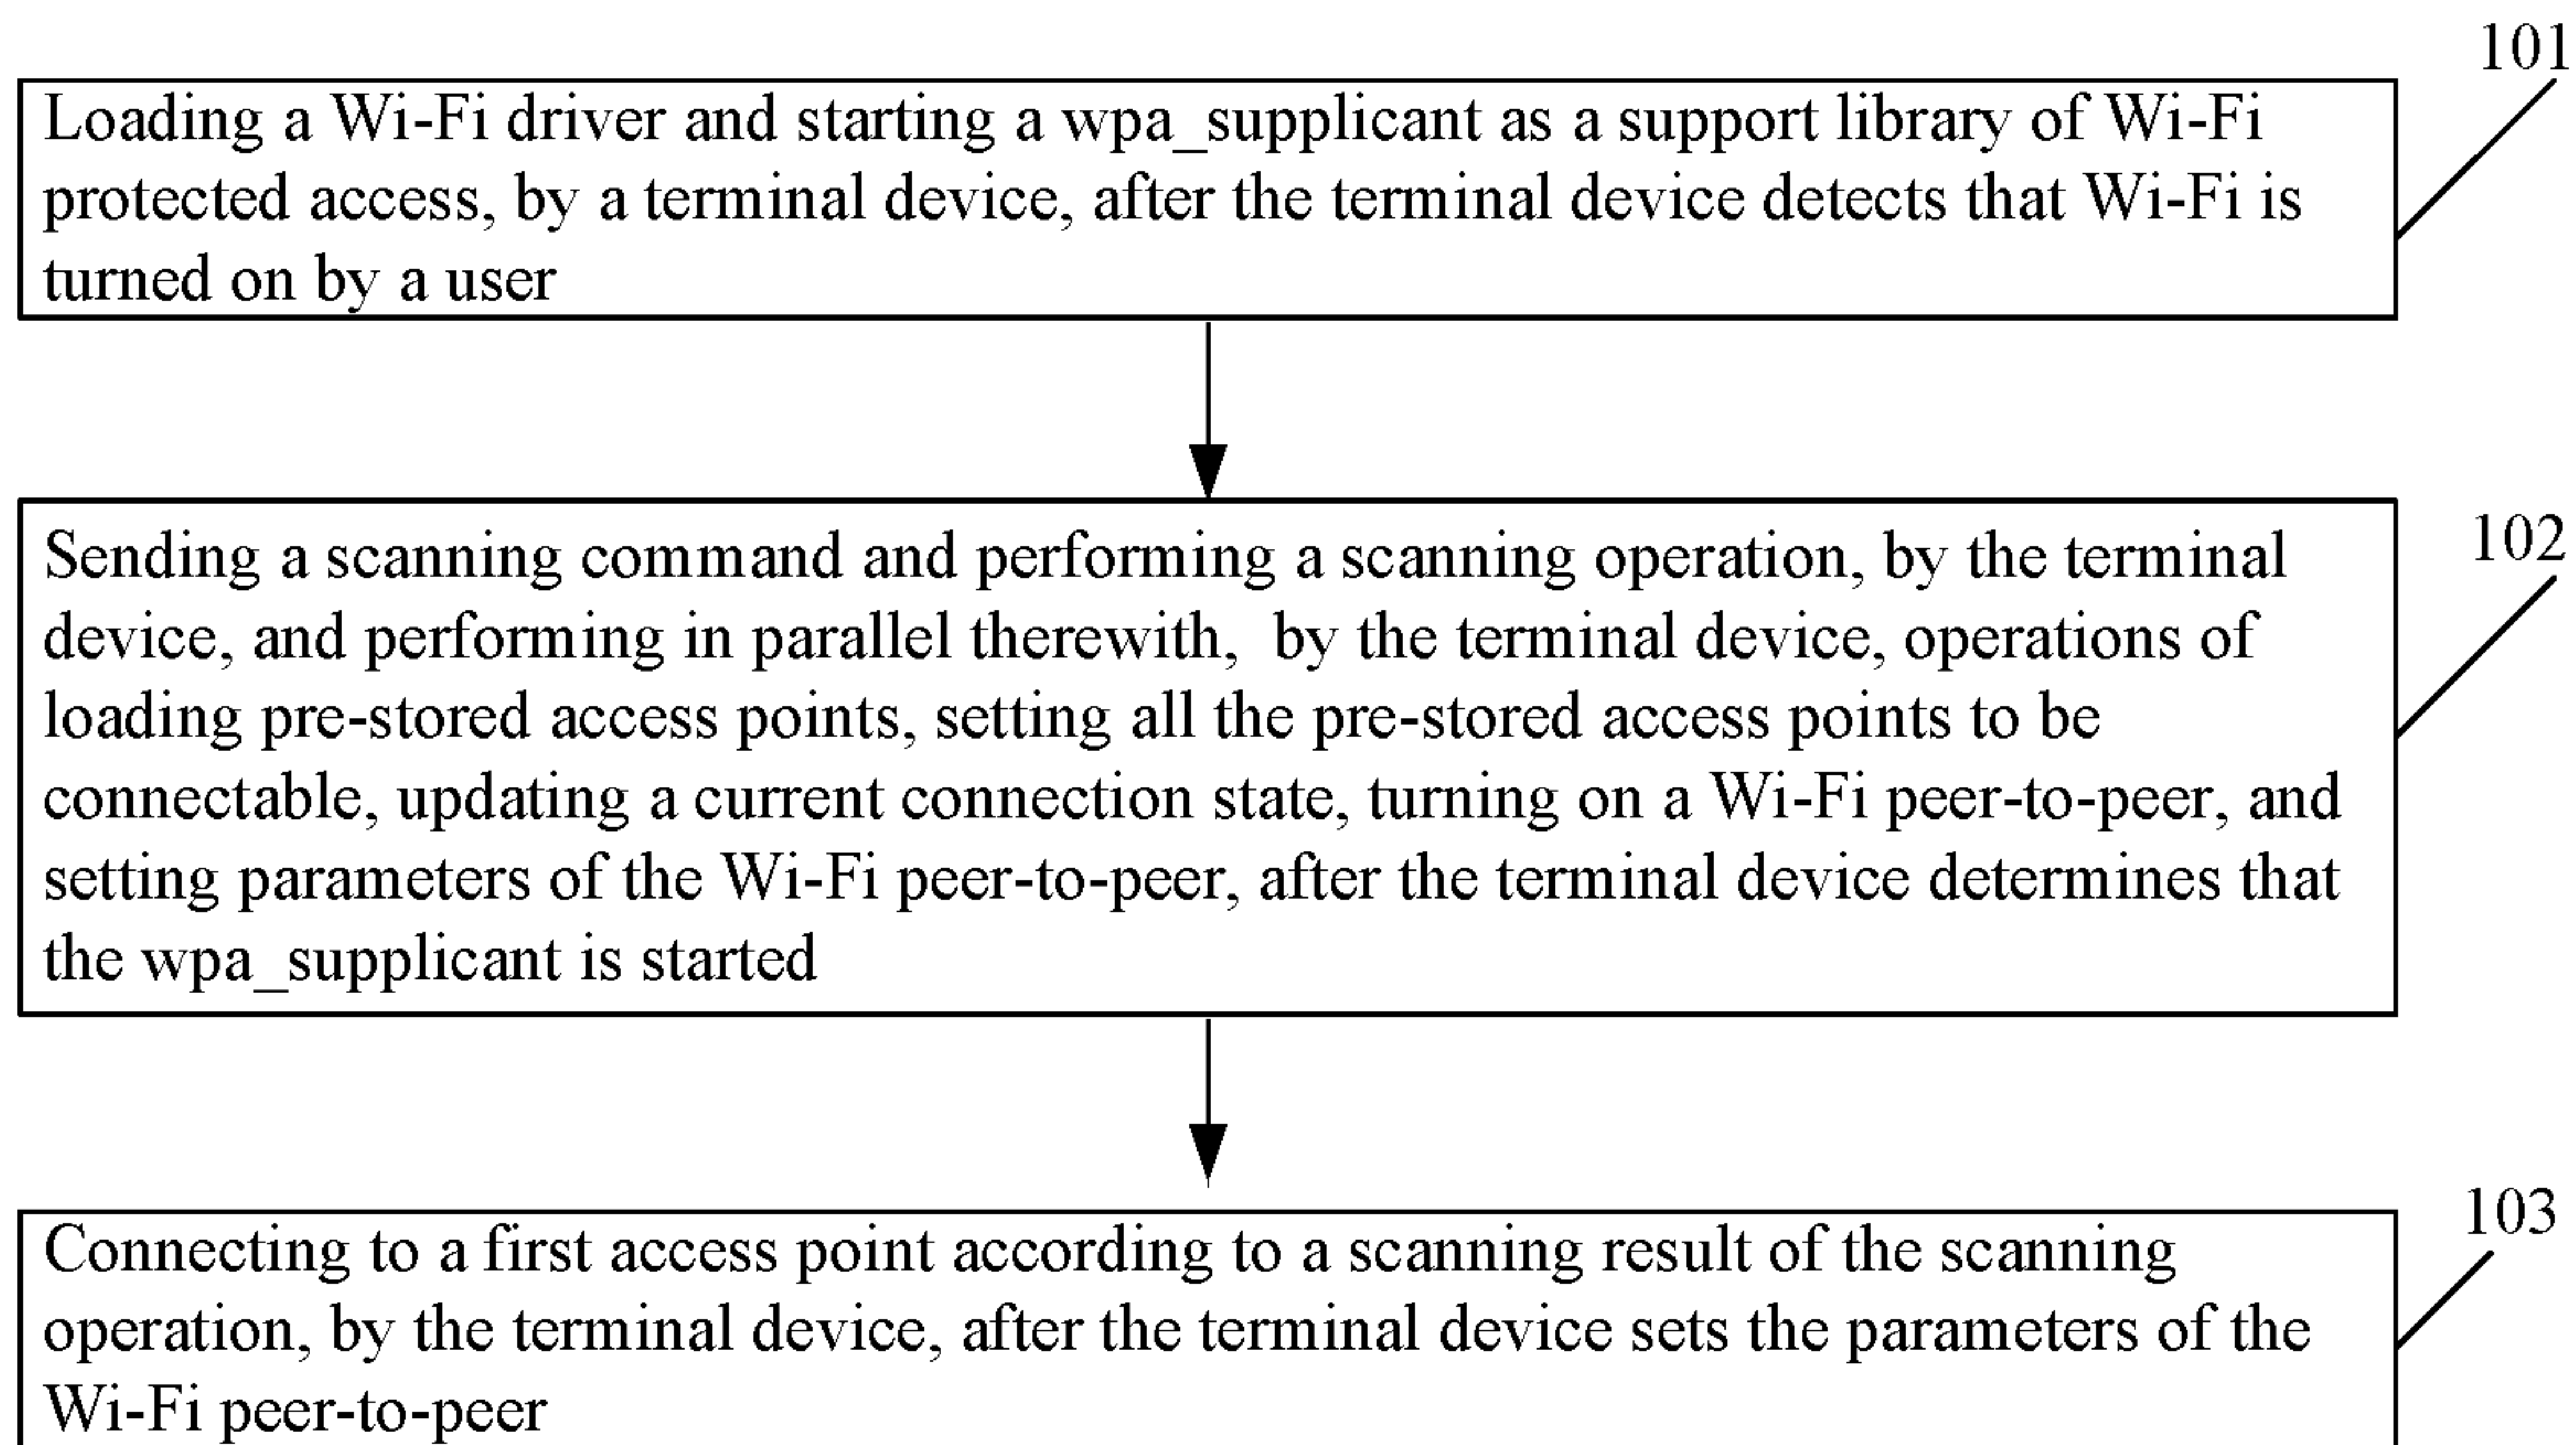 101
Loading a Wi-Fi driver and starting a wpa_supplicant as a support library of Wi-Fi
protected access, by a terminal device, after the terminal device detects that Wi-Fi is
turned on by a user
102
Sending a scanning command and performing a scanning operation, by the terminal
device, and performing in parallel therewith,  by the terminal device, operations of
loading pre-stored access points, setting all the pre-stored access points to be
connectable, updating a current connection state, turning on a Wi-Fi peer-to-peer, and
setting parameters of the Wi-Fi peer-to-peer, after the terminal device determines that
the wpa_supplicant is started
103
Connecting to a first access point according to a scanning result of the scanning
operation, by the terminal device, after the terminal device sets the parameters of the
Wi-Fi peer-to-peer